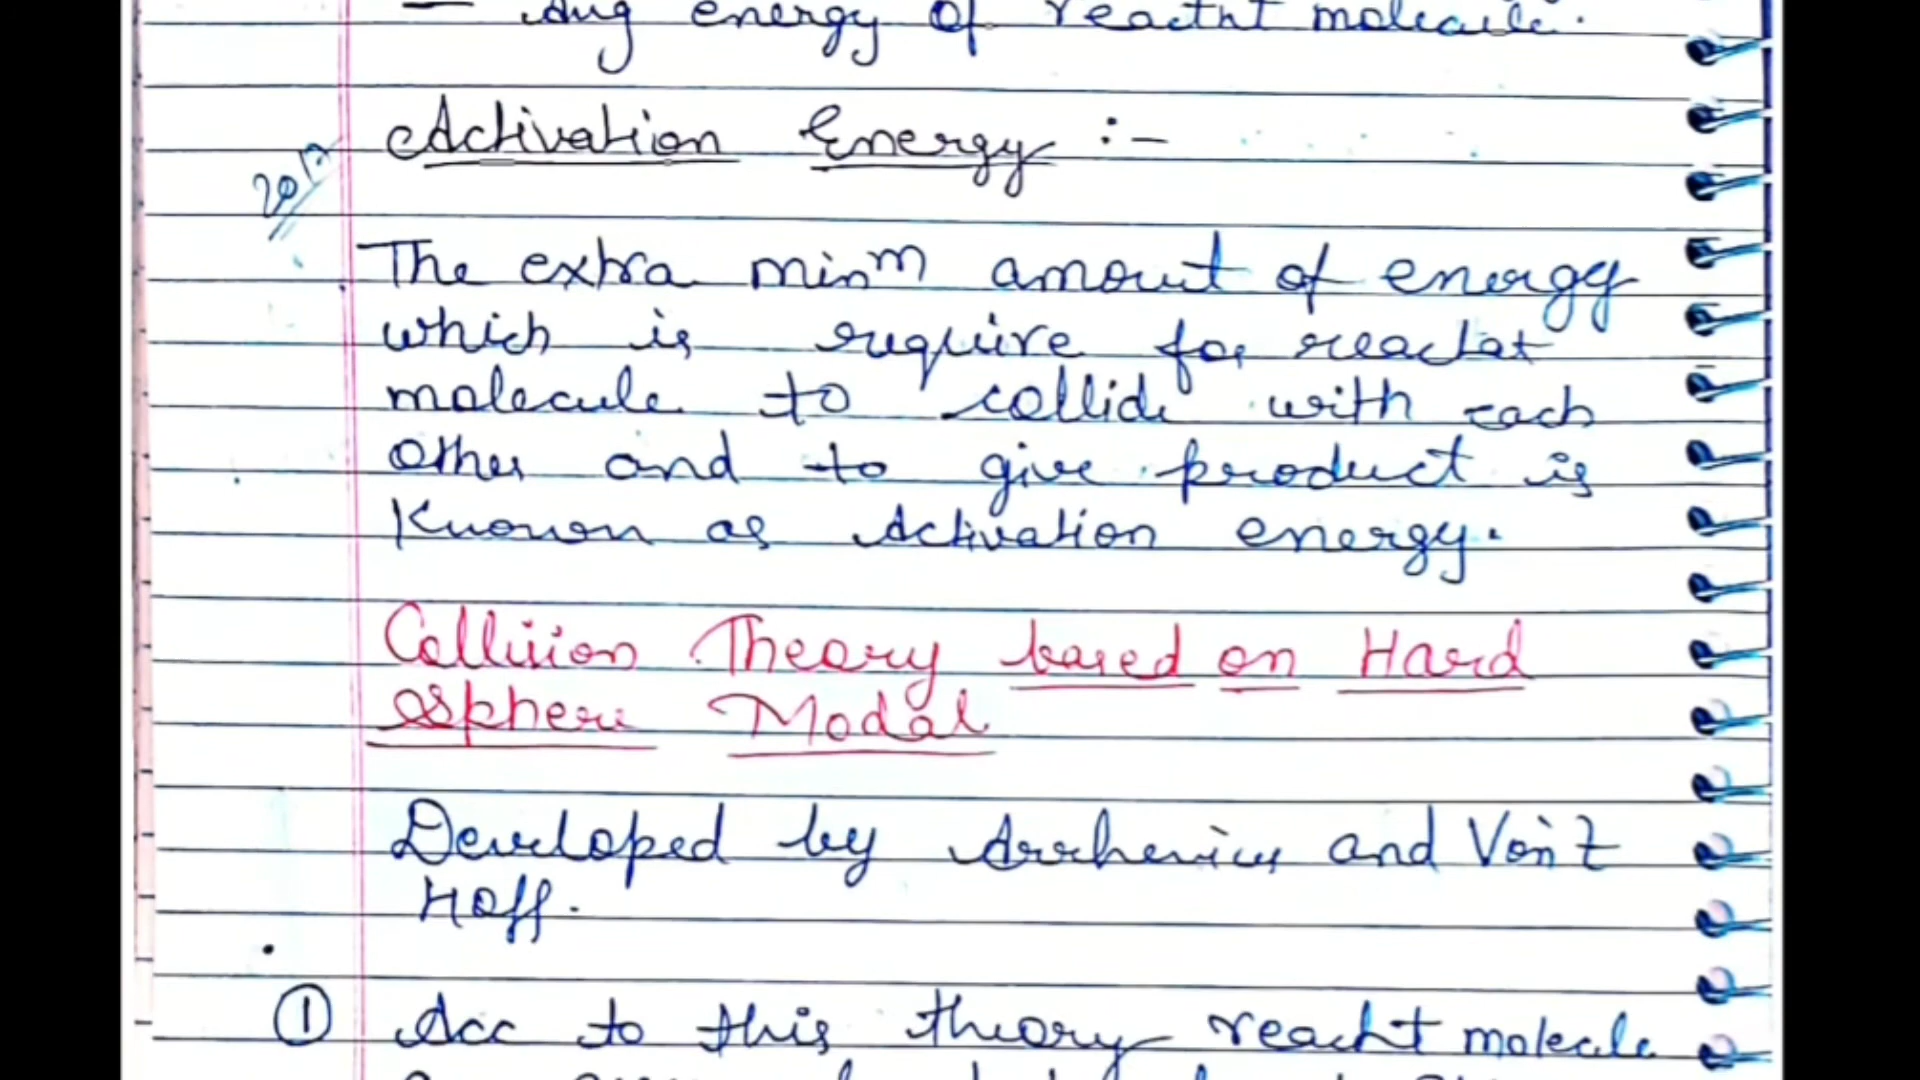 — Avg energy of reactnt molecule.
Activation Energy :-
2017
The extra minm amount of energy
which is require for reactat
molecule to collide with each
other and to give product is
Known as Activation energy.
Collision Theory based on Hard
Sphere Modal
Developed by Arrhenius and Von't
Hoff.
① Acc to this theory reactnt molecule